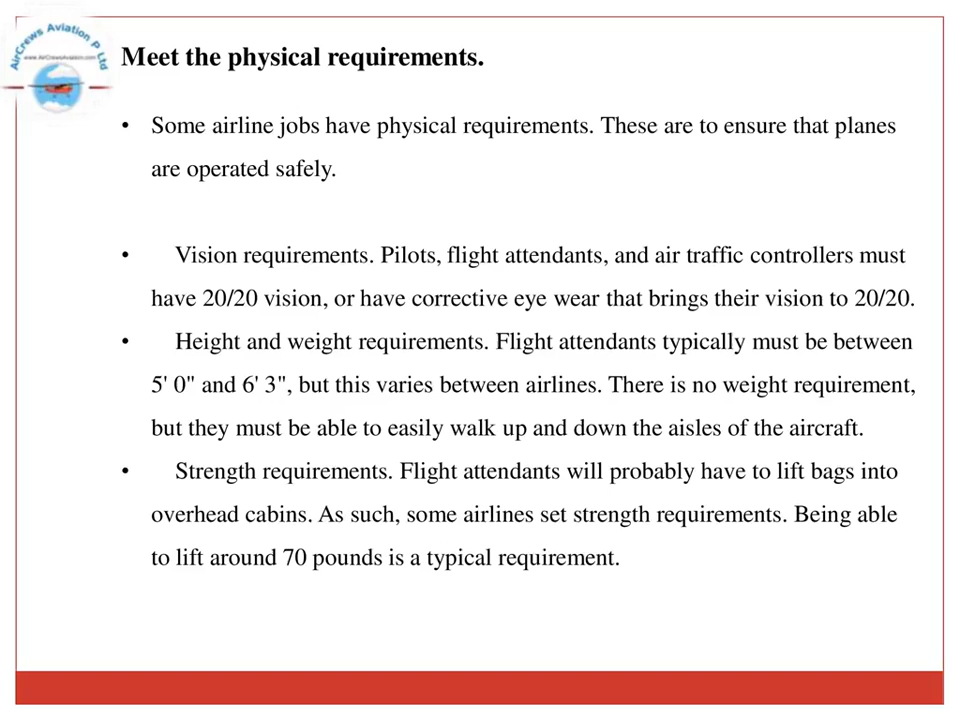 AirCrews Aviation P Ltd
www.AirCrewsAviation.com
Meet the physical requirements.
• Some airline jobs have physical requirements. These are to ensure that planes
are operated safely.
• Vision requirements. Pilots, flight attendants, and air traffic controllers must
have 20/20 vision, or have corrective eye wear that brings their vision to 20/20.
• Height and weight requirements. Flight attendants typically must be between
5' 0" and 6' 3", but this varies between airlines. There is no weight requirement,
but they must be able to easily walk up and down the aisles of the aircraft.
• Strength requirements. Flight attendants will probably have to lift bags into
overhead cabins. As such, some airlines set strength requirements. Being able
to lift around 70 pounds is a typical requirement.